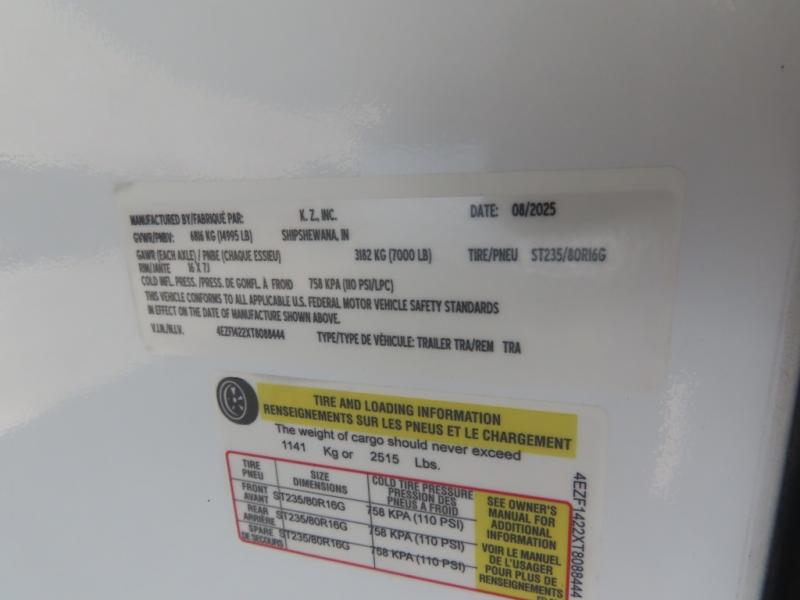 MANUFACTURED BY/FABRIQUÉ PAR: K. Z., INC. DATE: 08/2025
GVWR/PNBV: 6816 KG (14995 LB) SHIPSHEWANA, IN
GAWR (EACH AXLE) / PNBE (CHAQUE ESSIEU) 3182 KG (7000 LB) TIRE/PNEU ST235/80R16G
RIM/JANTE 16 X 7J
COLD INFL. PRESS. /PRESS. DE GONFL. À FROID 758 KPA (110 PSI/LPC)
THIS VEHICLE CONFORMS TO ALL APPLICABLE U.S. FEDERAL MOTOR VEHICLE SAFETY STANDARDS
IN EFFECT ON THE DATE OF MANUFACTURE SHOWN ABOVE.
V.I.N./N.I.V. 4EZF1422XT8088444 TYPE/TYPE DE VÉHICULE: TRAILER TRA/REM TRA
TIRE AND LOADING INFORMATION
RENSEIGNEMENTS SUR LES PNEUS ET LE CHARGEMENT
The weight of cargo should never exceed
1141 Kg or 2515 Lbs.
TIRE
PNEU
SIZE
DIMENSIONS
COLD TIRE PRESSURE
PRESSION DES
PNEUS À FROID
FRONT
AVANT
ST235/80R16G
758 KPA (110 PSI)
REAR
ARRIÈRE
ST235/80R16G
758 KPA (110 PSI)
SPARE
DE SECOURS
ST235/80R16G
758 KPA (110 PSI)
SEE OWNER'S
MANUAL FOR
ADDITIONAL
INFORMATION
VOIR LE MANUEL
DE L'USAGER
POUR PLUS DE
RENSEIGNEMENTS
4EZF1422XT8088444